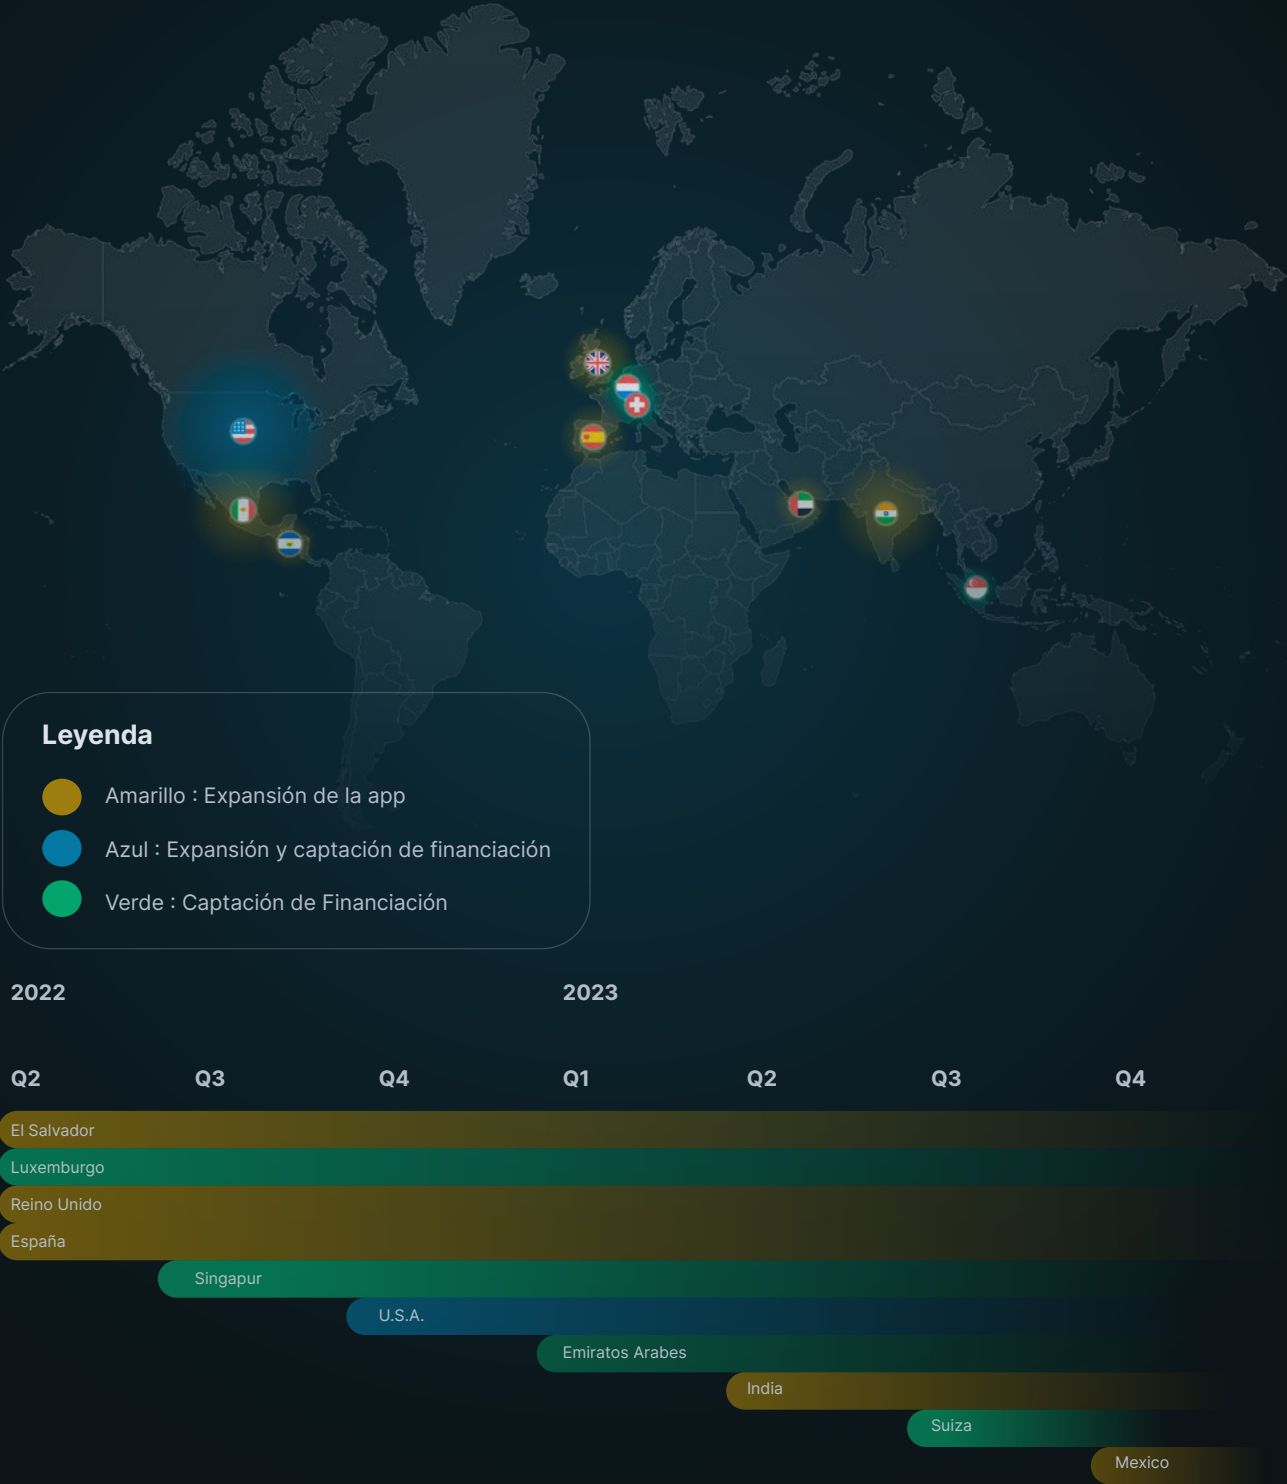 Leyenda
Amarillo : Expansión de la app
Azul : Expansión y captación de financiación
Verde : Captación de Financiación
2022 2023
Q2 Q3 Q4 Q1 Q2 Q3 Q4
El Salvador
Luxemburgo
Reino Unido
España
Singapur
U.S.A.
Emiratos Arabes
India
Suiza
Mexico